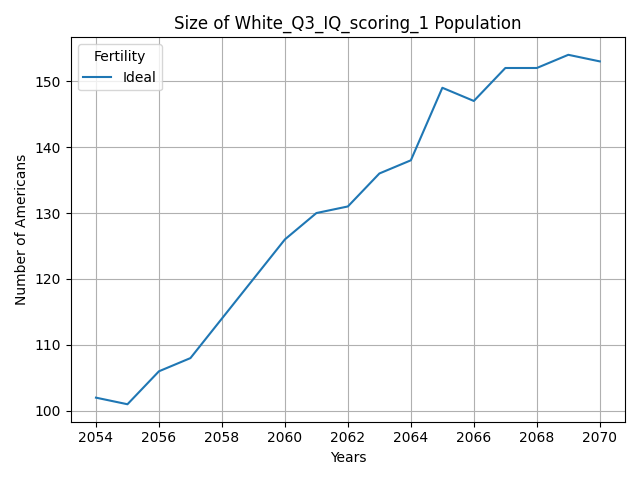 Size of White_Q3_IQ_scoring_1 Population
Fertility
Ideal
Number of Americans
150
140
130
120
110
100
2054 2056 2058 2060 2062 2064 2066 2068 2070
Years